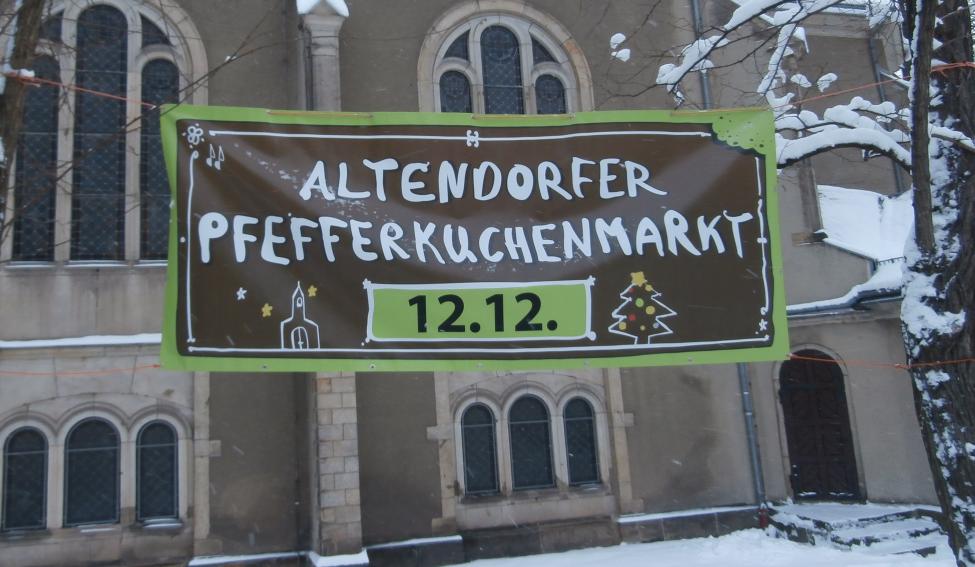 ALTENDORFER
PFEFFERKUCHENMARKT
12.12.